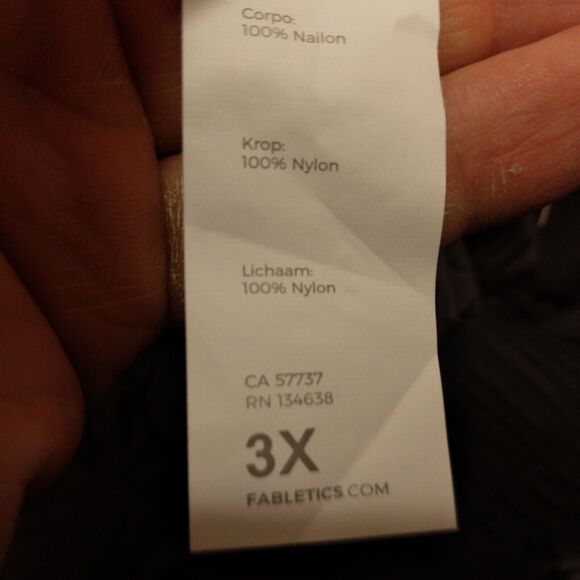 Corpo:
100% Nailon
Krop:
100% Nylon
Lichaam:
100% Nylon
CA 57737
RN 134638
3X
FABLETICS.COM